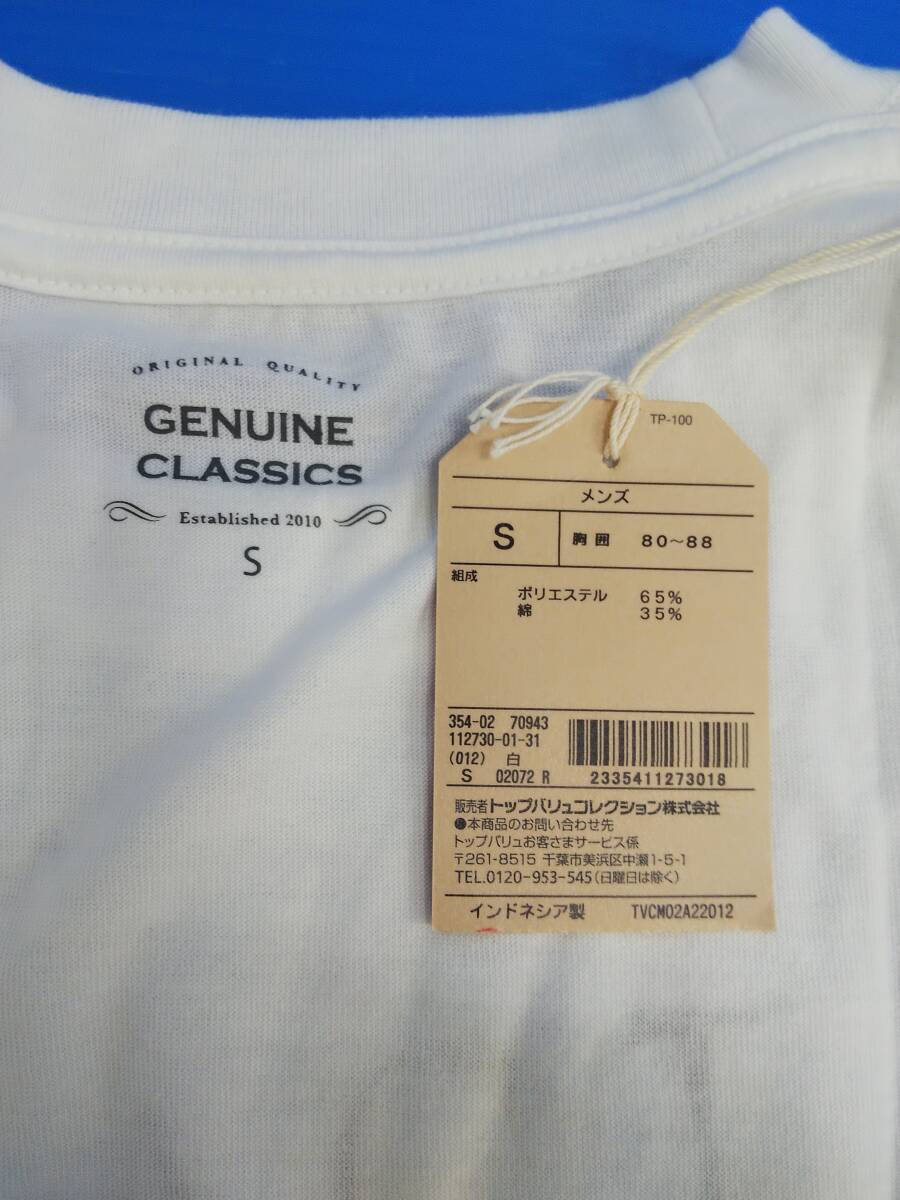 ORIGINAL QUALITY
GENUINE
CLASSICS
Established 2010
S
TP-100
メンズ
S 胸囲 80～88
組成
ポリエステル 65%
綿 35%
354-02 70943
112730-01-31
(012) 白
S 02072 R
2335411273018
販売者トップバリュコレクション株式会社
●本商品のお問い合わせ先
トップバリュお客さまサービス係
〒261-8515 千葉市美浜区中瀬1-5-1
TEL.0120-953-545(日曜日は除く)
インドネシア製 TVCM02A22012